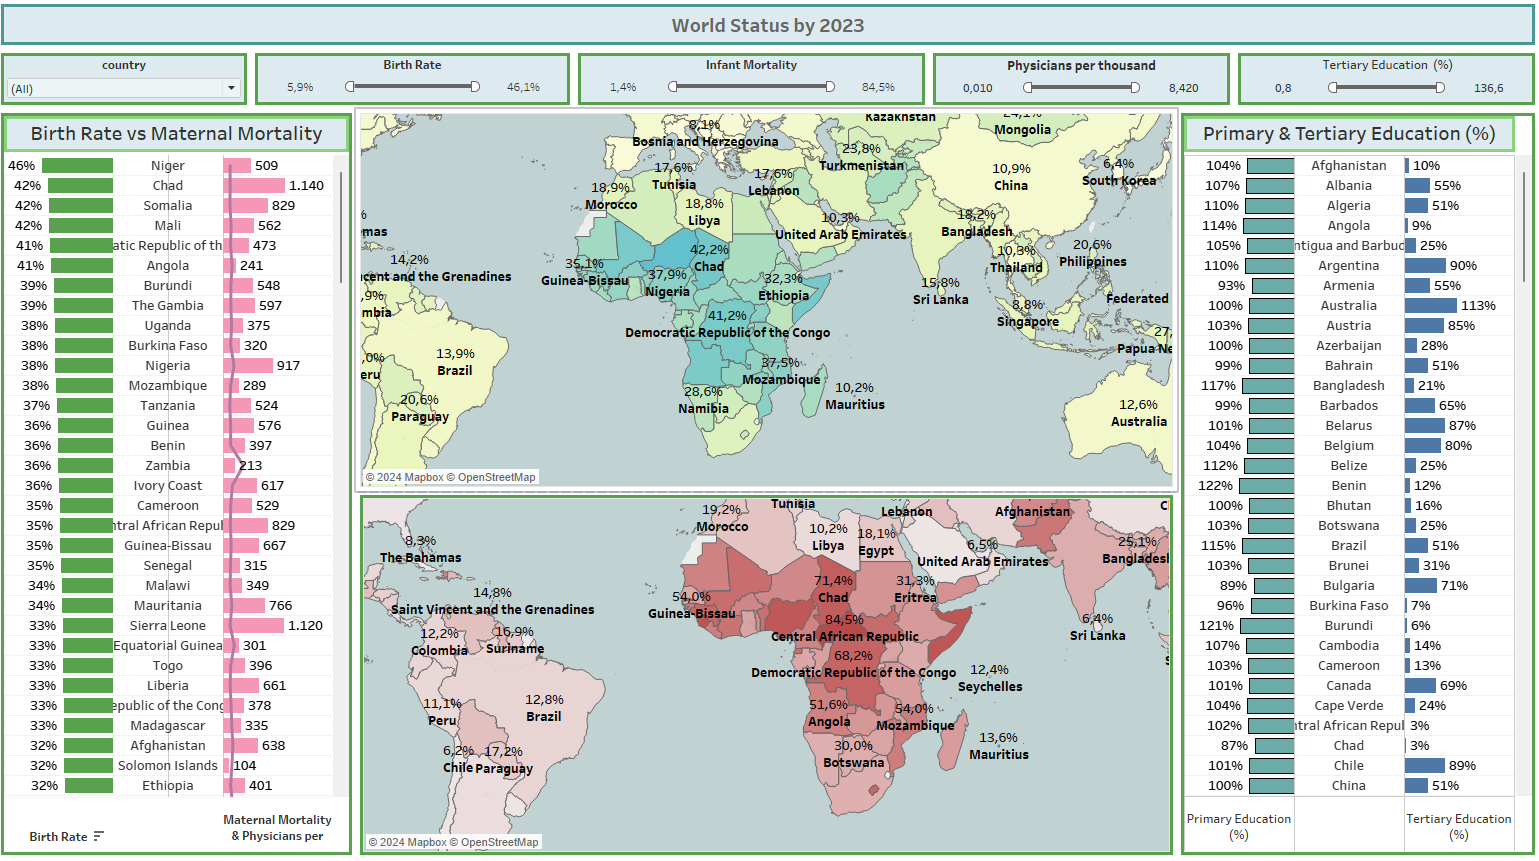 World Status by 2023
country
(All)
Birth Rate
5,9%
46,1%
Infant Mortality
1,4%
84,5%
Physicians per thousand
0,010
8,420
Tertiary Education (%)
0,8
136,6
Birth Rate vs Maternal Mortality
46% Niger 509
42% Chad 1.140
42% Somalia 829
42% Mali 562
41% atic Republic of th 473
41% Angola 241
39% Burundi 548
39% The Gambia 597
38% Uganda 375
38% Burkina Faso 320
38% Nigeria 917
38% Mozambique 289
37% Tanzania 524
36% Guinea 576
36% Benin 397
36% Zambia 213
36% Ivory Coast 617
35% Cameroon 529
35% ntral African Repul 829
35% Guinea-Bissau 667
35% Senegal 315
34% Malawi 349
34% Mauritania 766
33% Sierra Leone 1.120
33% Equatorial Guinea 301
33% Togo 396
33% Liberia 661
33% epublic of the Cong 378
33% Madagascar 335
32% Afghanistan 638
32% Solomon Islands 104
32% Ethiopia 401
Birth Rate
Maternal Mortality
& Physicians per
8,1%
Bosnia and Herzegovina
Kazakhstan
24,1%
Mongolia
23,8%
Turkmenistan
17,6%
Tunisia
17,6%
Lebanon
10,9%
China
6,4%
South Korea
18,9%
Morocco
18,8%
Libya
10,3%
United Arab Emirates
18,2%
Bangladesh
%
mas
14,2%
cent and the Grenadines
35,1%
Guinea-Bissau
42,2%
Chad
37,9%
Nigeria
32,3%
Ethiopia
10,3%
Thailand
20,6%
Philippines
15,8%
Sri Lanka
,9%
mbia
41,2%
Democratic Republic of the Congo
8,8%
Singapore
Federated
27,
Papua Ne
,0%
eru
13,9%
Brazil
37,5%
Mozambique
10,2%
Mauritius
20,6%
Paraguay
28,6%
Namibia
12,6%
Australia
© 2024 Mapbox © OpenStreetMap
19,2%
Morocco
Tunisia
Lebanon
Afghanistan
C
10,2%
Libya
18,1%
Egypt
6,5%
United Arab Emirates
25,1%
Bangladesh
8,3%
The Bahamas
14,8%
Saint Vincent and the Grenadines
54,0%
Guinea-Bissau
71,4%
Chad
31,3%
Eritrea
6,4%
Sri Lanka
12,2%
Colombia
16,9%
Suriname
84,5%
Central African Republic
68,2%
Democratic Republic of the Congo
12,4%
Seychelles
S
11,1%
Peru
12,8%
Brazil
51,6%
Angola
54,0%
Mozambique
13,6%
Mauritius
6,2%
Chile
17,2%
Paraguay
30,0%
Botswana
© 2024 Mapbox © OpenStreetMap
Primary & Tertiary Education (%)
104% Afghanistan 10%
107% Albania 55%
110% Algeria 51%
114% Angola 9%
105% ntigua and Barbud 25%
110% Argentina 90%
93% Armenia 55%
100% Australia 113%
103% Austria 85%
100% Azerbaijan 28%
99% Bahrain 51%
117% Bangladesh 21%
99% Barbados 65%
101% Belarus 87%
104% Belgium 80%
112% Belize 25%
122% Benin 12%
100% Bhutan 16%
103% Botswana 25%
115% Brazil 51%
103% Brunei 31%
89% Bulgaria 71%
96% Burkina Faso 7%
121% Burundi 6%
107% Cambodia 14%
103% Cameroon 13%
101% Canada 69%
104% Cape Verde 24%
102% ntral African Repul 3%
87% Chad 3%
101% Chile 89%
100% China 51%
Primary Education
(%)
Tertiary Education
(%)